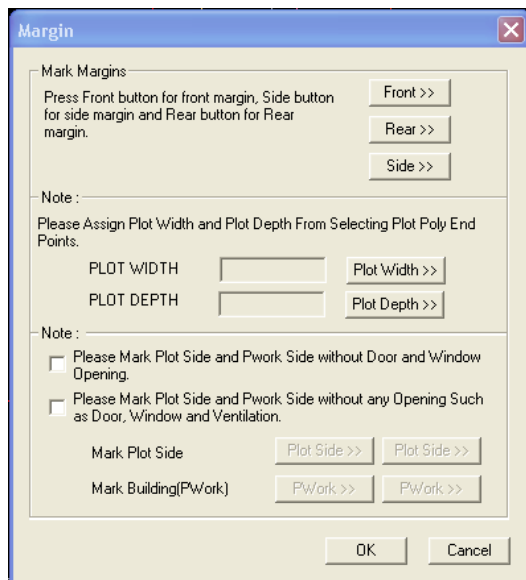 Margin
Mark Margins
Press Front button for front margin, Side button
for side margin and Rear button for Rear
margin.
Front >>
Rear >>
Side >>
Note :
Please Assign Plot Width and Plot Depth From Selecting Plot Poly End
Points.
PLOT WIDTH Plot Width >>
PLOT DEPTH Plot Depth >>
Note :
Please Mark Plot Side and Pwork Side without Door and Window
Opening.
Please Mark Plot Side and Pwork Side without any Opening Such
as Door, Window and Ventilation.
Mark Plot Side Plot Side >> Plot Side >>
Mark Building(PWork) PWork >> PWork >>
OK Cancel